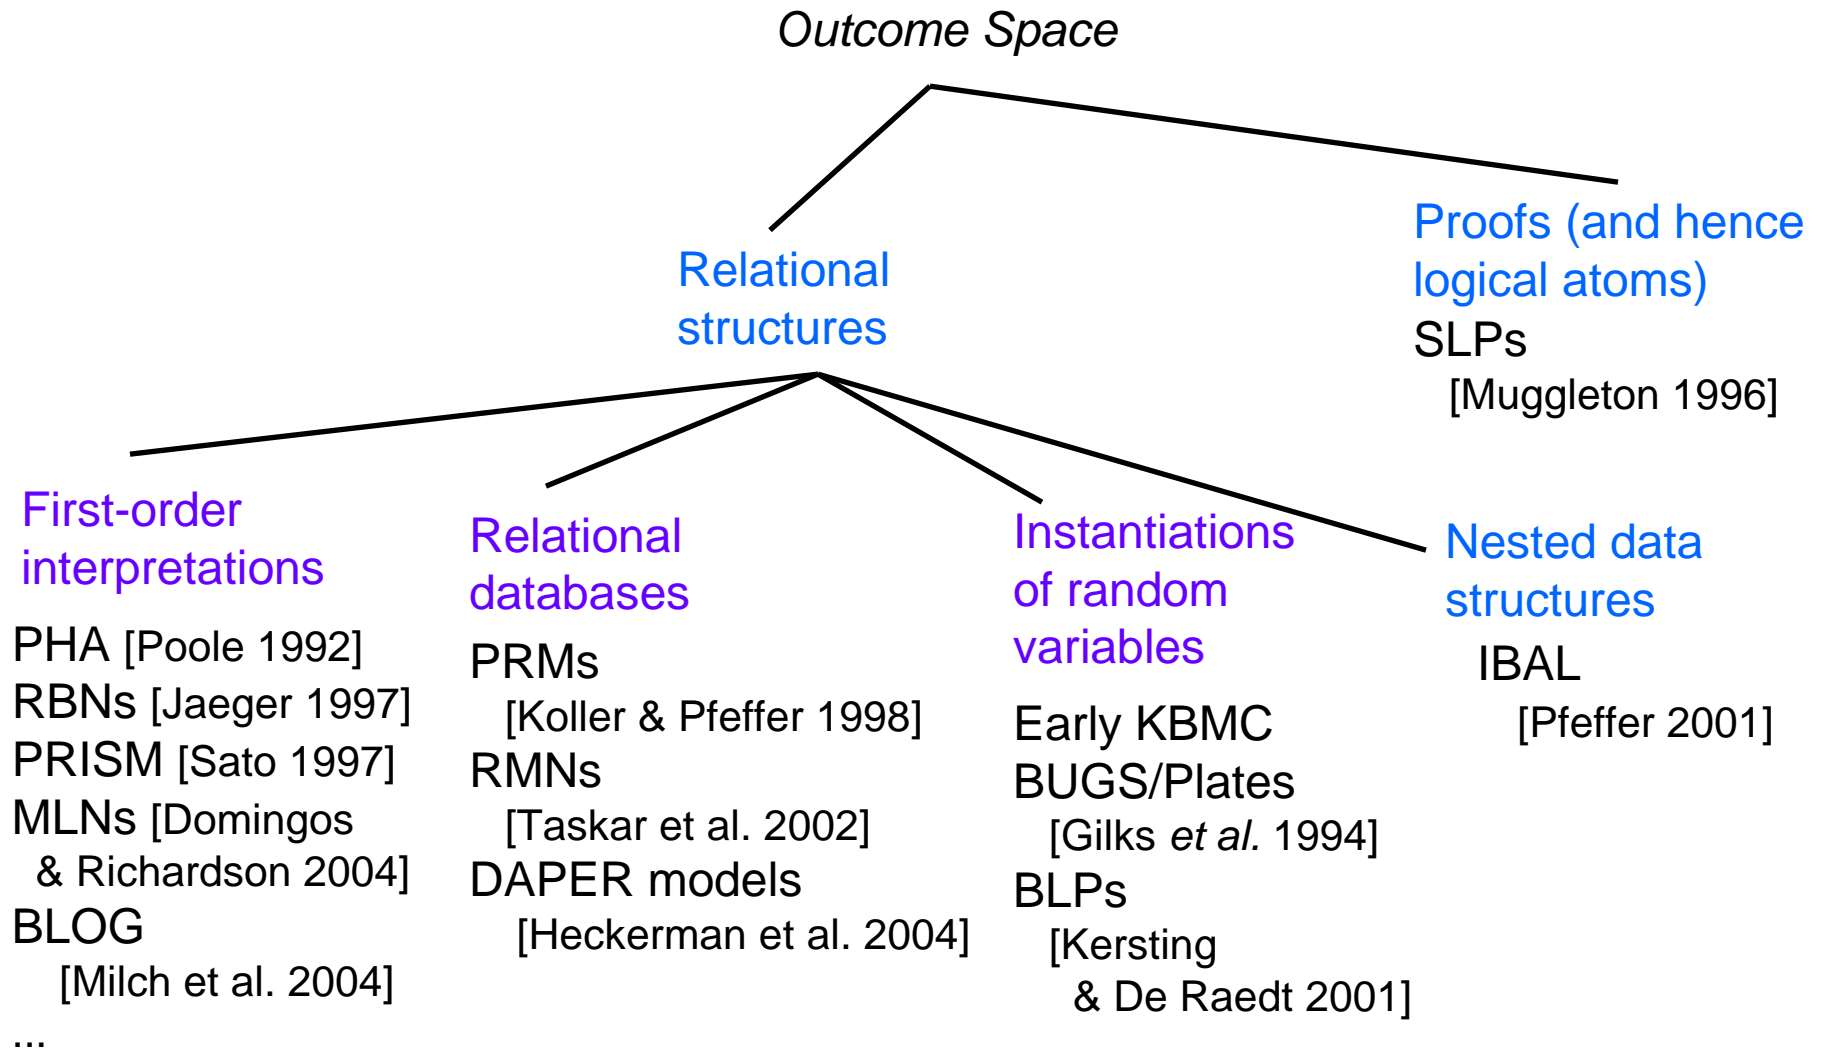 Outcome Space
Relational
structures
Proofs (and hence
logical atoms)
SLPs
[Muggleton 1996]
First-order
interpretations
PHA [Poole 1992]
RBNs [Jaeger 1997]
PRISM [Sato 1997]
MLNs [Domingos
& Richardson 2004]
BLOG
[Milch et al. 2004]
...
Relational
databases
PRMs
[Koller & Pfeffer 1998]
RMNs
[Taskar et al. 2002]
DAPER models
[Heckerman et al. 2004]
Instantiations
of random
variables
Early KBMC
BUGS/Plates
[Gilks et al. 1994]
BLPs
[Kersting
& De Raedt 2001]
Nested data
structures
IBAL
[Pfeffer 2001]